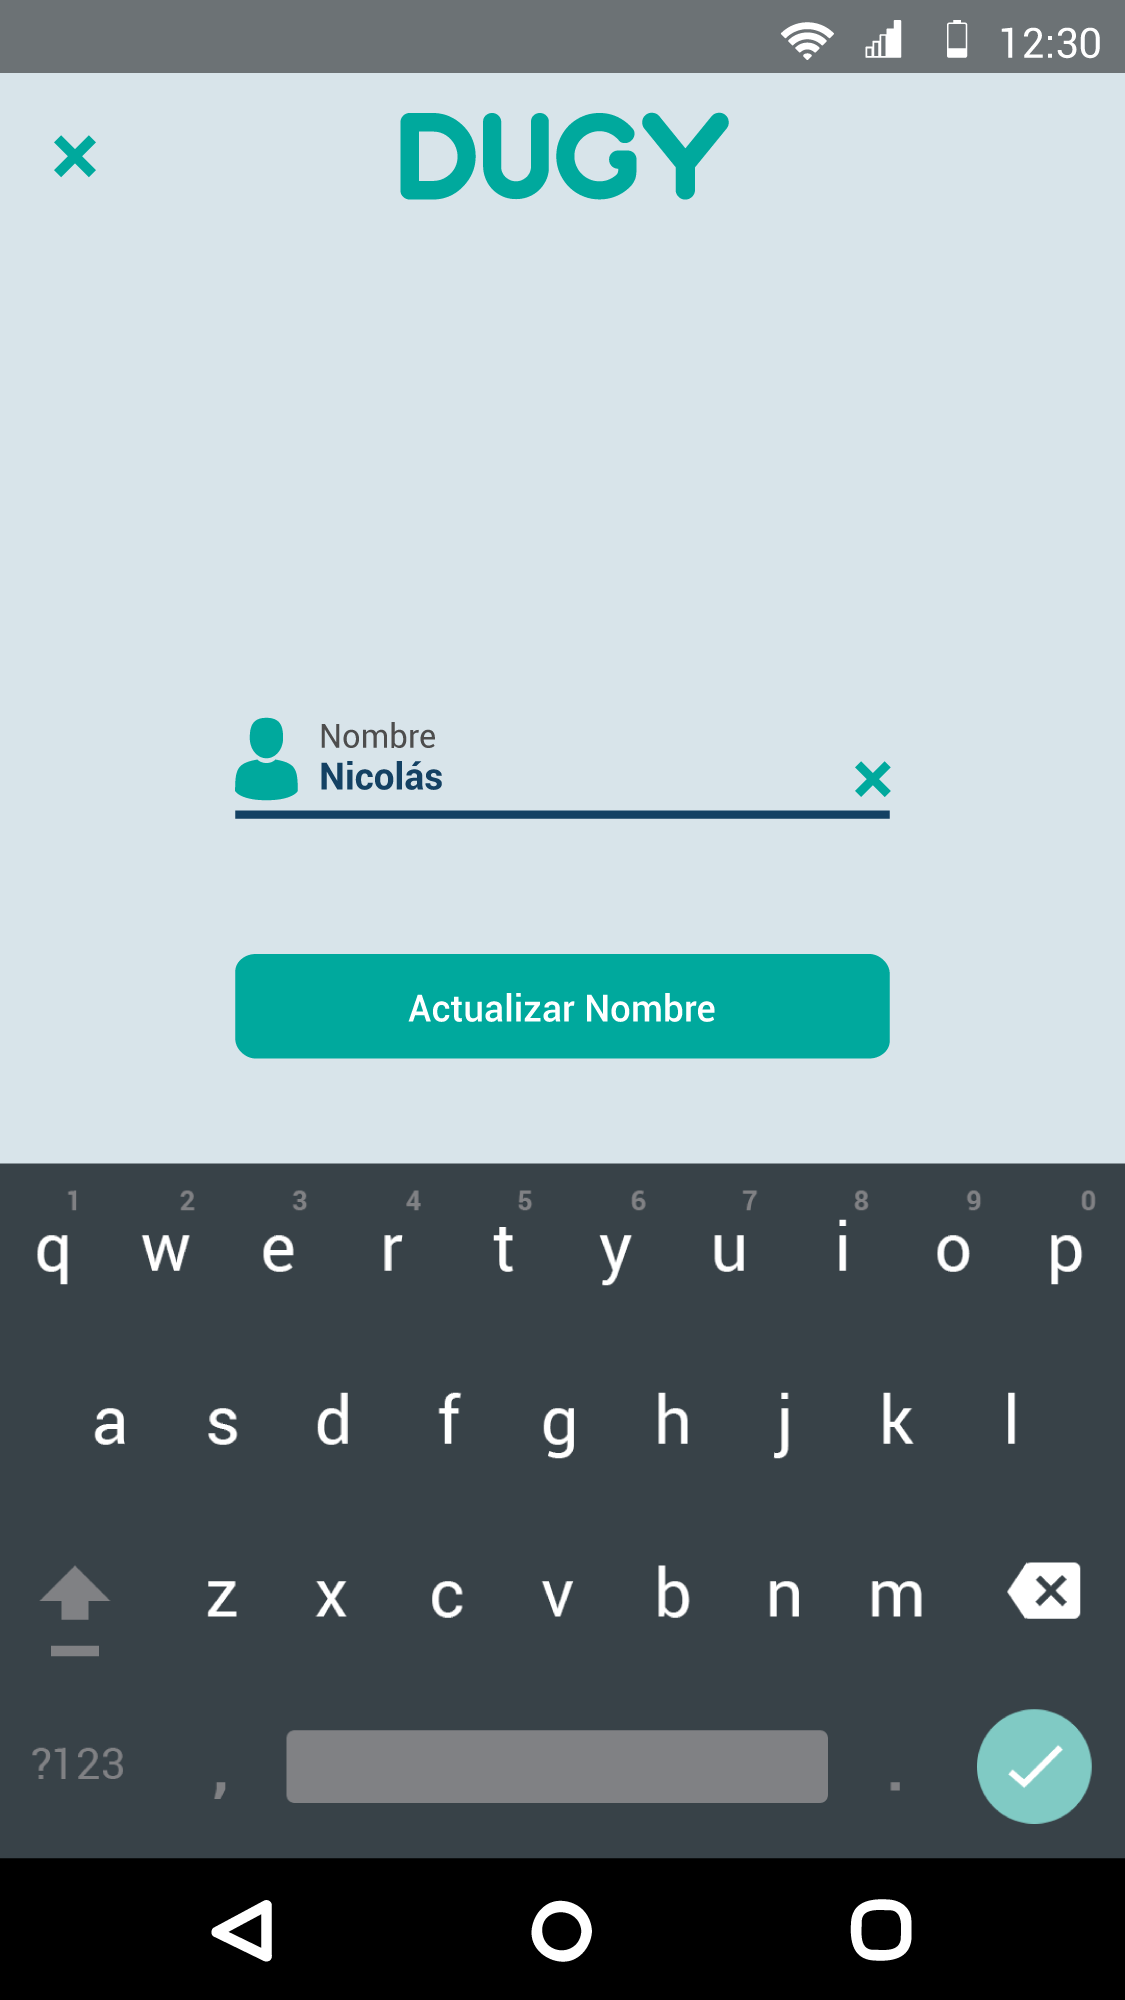 12:30
DUGY
Nombre
Nicolás
Actualizar Nombre
1 2 3 4 5 6 7 8 9 0
q w e r t y u i o p
a s d f g h j k l
z x c v b n m
?123 , .